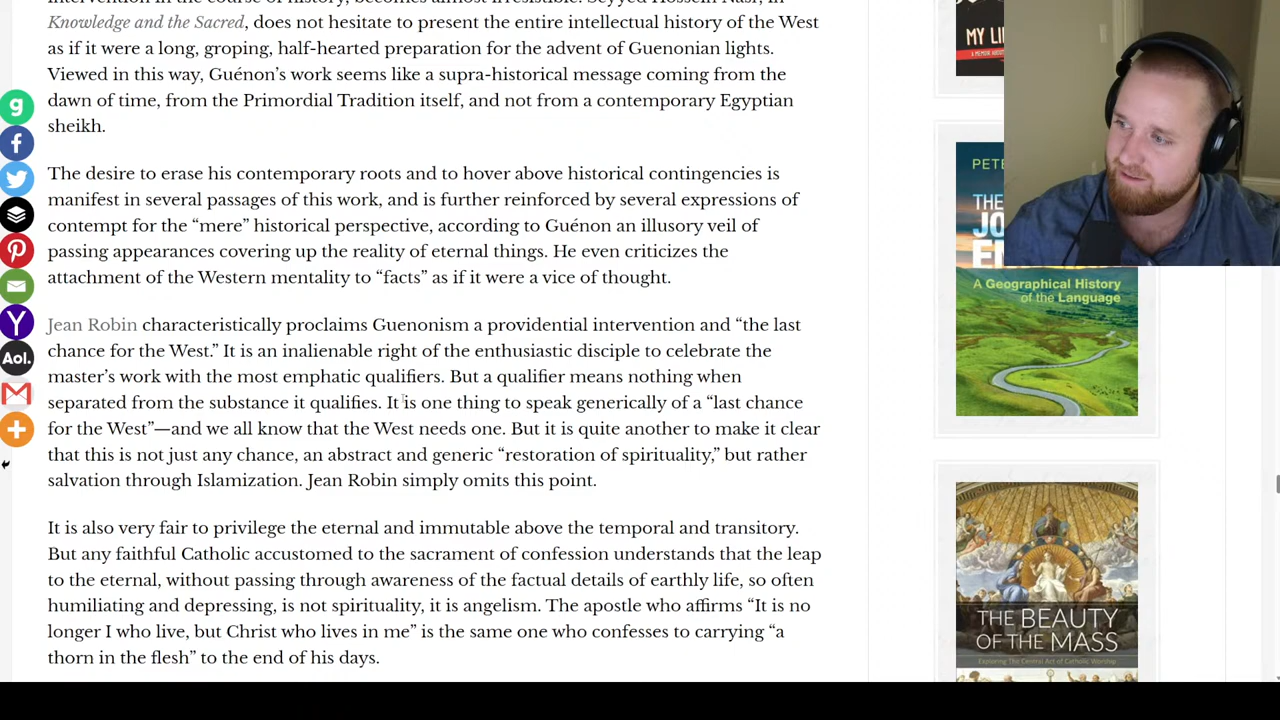 intervention in the course of history, becomes almost irresistible. Seyyed Hossein Nasr, in
Knowledge and the Sacred, does not hesitate to present the entire intellectual history of the West
as if it were a long, groping, half-hearted preparation for the advent of Guenonian lights.
Viewed in this way, Guénon’s work seems like a supra-historical message coming from the
dawn of time, from the Primordial Tradition itself, and not from a contemporary Egyptian
sheikh.
The desire to erase his contemporary roots and to hover above historical contingencies is
manifest in several passages of this work, and is further reinforced by several expressions of
contempt for the “mere” historical perspective, according to Guénon an illusory veil of
passing appearances covering up the reality of eternal things. He even criticizes the
attachment of the Western mentality to “facts” as if it were a vice of thought.
Jean Robin characteristically proclaims Guenonism a providential intervention and “the last
chance for the West.” It is an inalienable right of the enthusiastic disciple to celebrate the
master’s work with the most emphatic qualifiers. But a qualifier means nothing when
separated from the substance it qualifies. It is one thing to speak generically of a “last chance
for the West”—and we all know that the West needs one. But it is quite another to make it clear
that this is not just any chance, an abstract and generic “restoration of spirituality,” but rather
salvation through Islamization. Jean Robin simply omits this point.
It is also very fair to privilege the eternal and immutable above the temporal and transitory.
But any faithful Catholic accustomed to the sacrament of confession understands that the leap
to the eternal, without passing through awareness of the factual details of earthly life, so often
humiliating and depressing, is not spirituality, it is angelism. The apostle who affirms “It is no
longer I who live, but Christ who lives in me” is the same one who confesses to carrying “a
thorn in the flesh” to the end of his days.
g
f
Y
Aol.
MY LI
PETE
THE
JO
A Geographical History
of the Language
THE BEAUTY
OF THE MASS
Exploring The Central Act of Catholic Worship